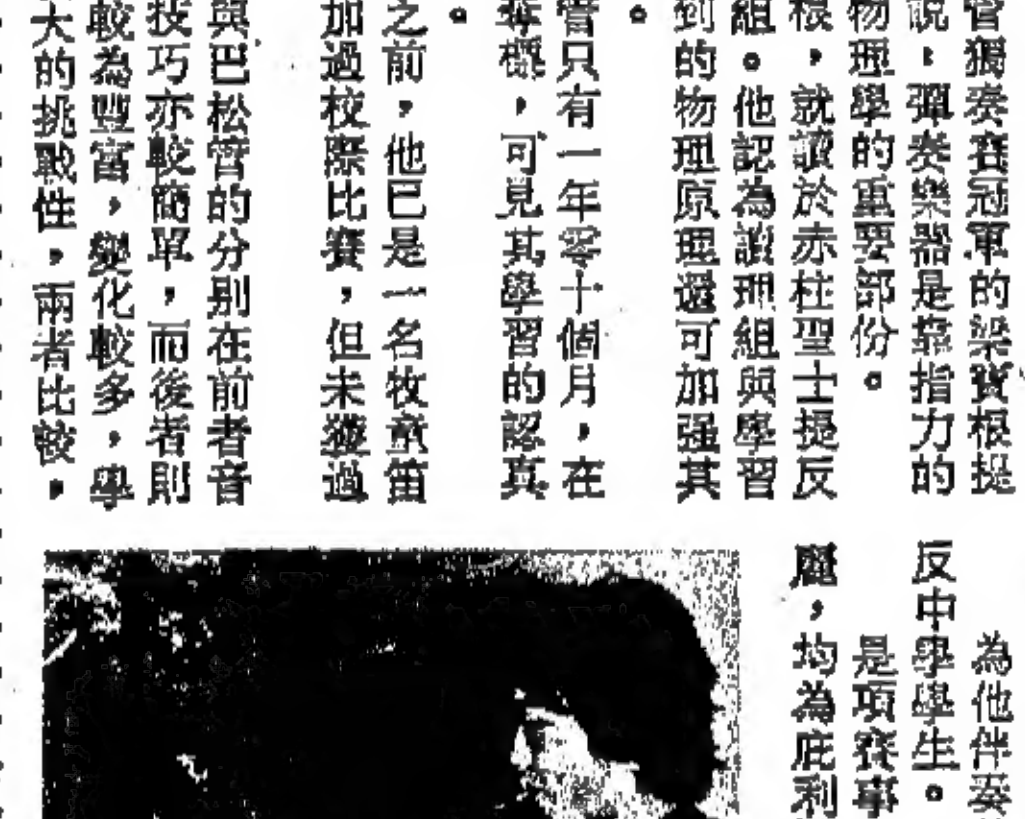 管獨奏賽冠軍的梁寶根提
說：彈奏樂器是靠指力的
物理學的重要部份。
根，就讀於赤柱聖士提反
組。他認為讀理組與學習
到的物理原理還可加强其
。
管只有一年零十個月，在
奪標，可見其學習的認真
。
之前，他已是一名牧童笛
加過校際比賽，但未獲過
與巴松管的分別在前者音
技巧亦較簡單，而後者則
較為豐富，變化較多，學
大的挑戰性，兩者比較，
為他伴奏
反中學學生。
是項賽事
，均為庇利